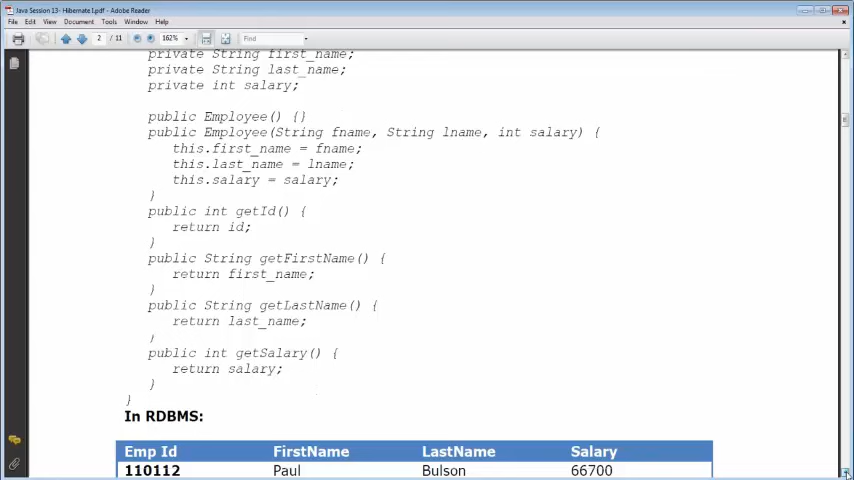 Java Session 13- Hibernate I.pdf - Adobe Reader
File Edit View Document Tools Window Help
2 / 11 162% Find
private String first_name;
private String last_name;
private int salary;
public Employee() {}
public Employee(String fname, String lname, int salary) {
this.first_name = fname;
this.last_name = lname;
this.salary = salary;
}
public int getId() {
return id;
}
public String getFirstName() {
return first_name;
}
public String getLastName() {
return last_name;
}
public int getSalary() {
return salary;
}
}
In RDBMS:
Emp Id FirstName LastName Salary
110112 Paul Bulson 66700